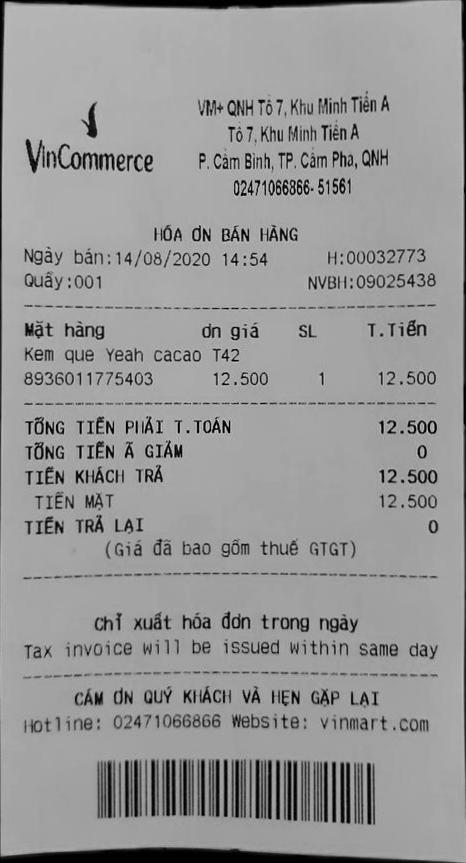 VinCommerce
VM+ QNH Tổ 7, Khu Minh Tiến A
Tổ 7, Khu Minh Tiến A
P. Cẩm Bình, TP. Cẩm Phả, QNH
02471066866-51561
HÓA ƠN BÁN HÀNG
Ngày bán:14/08/2020 14:54 H:00032773
Quầy:001 NVBH:09025438
Mặt hàng ơn giá SL T.Tiền
Kem que Yeah cacao T42
8936011775403 12.500 1 12.500
TỔNG TIỀN PHẢI T.TOÁN 12.500
TỔNG TIỀN Ã GIẢM 0
TIỀN KHÁCH TRẢ 12.500
TIỀN MẶT 12.500
TIỀN TRẢ LẠI 0
(Giá đã bao gồm thuế GTGT)
Chỉ xuất hóa đơn trong ngày
Tax invoice will be issued within same day
CÁM ƠN QUÝ KHÁCH VÀ HẸN GẶP LẠI
Hotline: 02471066866 Website: vinmart.com